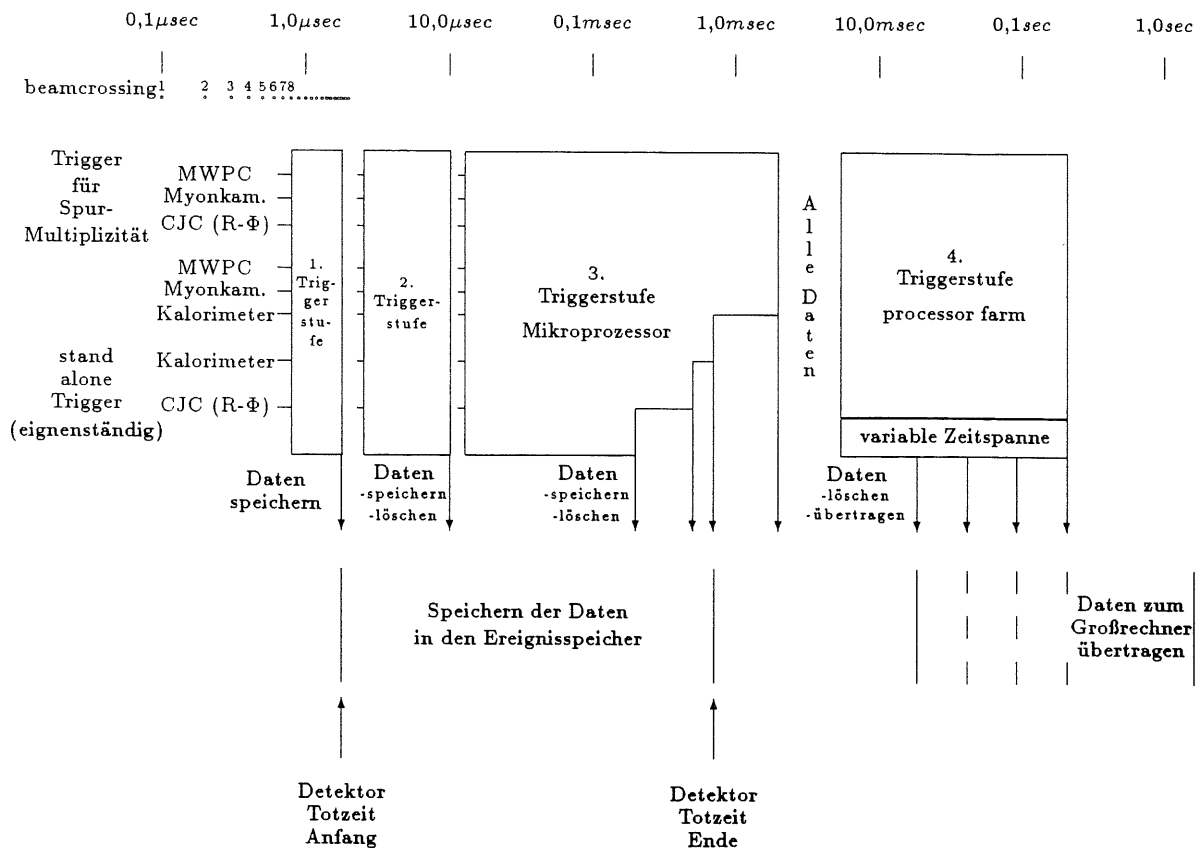 0,1μsec 1,0μsec 10,0μsec 0,1msec 1,0msec 10,0msec 0,1sec 1,0sec
beamcrossing 1 2 3 4 5 6 7 8
Trigger
für
Spur-
Multiplizität
MWPC
Myonkam.
CJC (R-Φ)
MWPC
Myonkam.
Kalorimeter
stand
alone
Trigger
(eignenständig)
Kalorimeter
CJC (R-Φ)
1.
Trig-
ger
stu-
fe
2.
Trigger-
stufe
3.
Triggerstufe
Mikroprozessor
Alle Daten
4.
Triggerstufe
processor farm
variable Zeitspanne
Daten
speichern
Daten
-speichern
-löschen
Daten
-speichern
-löschen
Daten
-löschen
-übertragen
Speichern der Daten
in den Ereignisspeicher
Daten zum
Großrechner
übertragen
Detektor
Totzeit
Anfang
Detektor
Totzeit
Ende